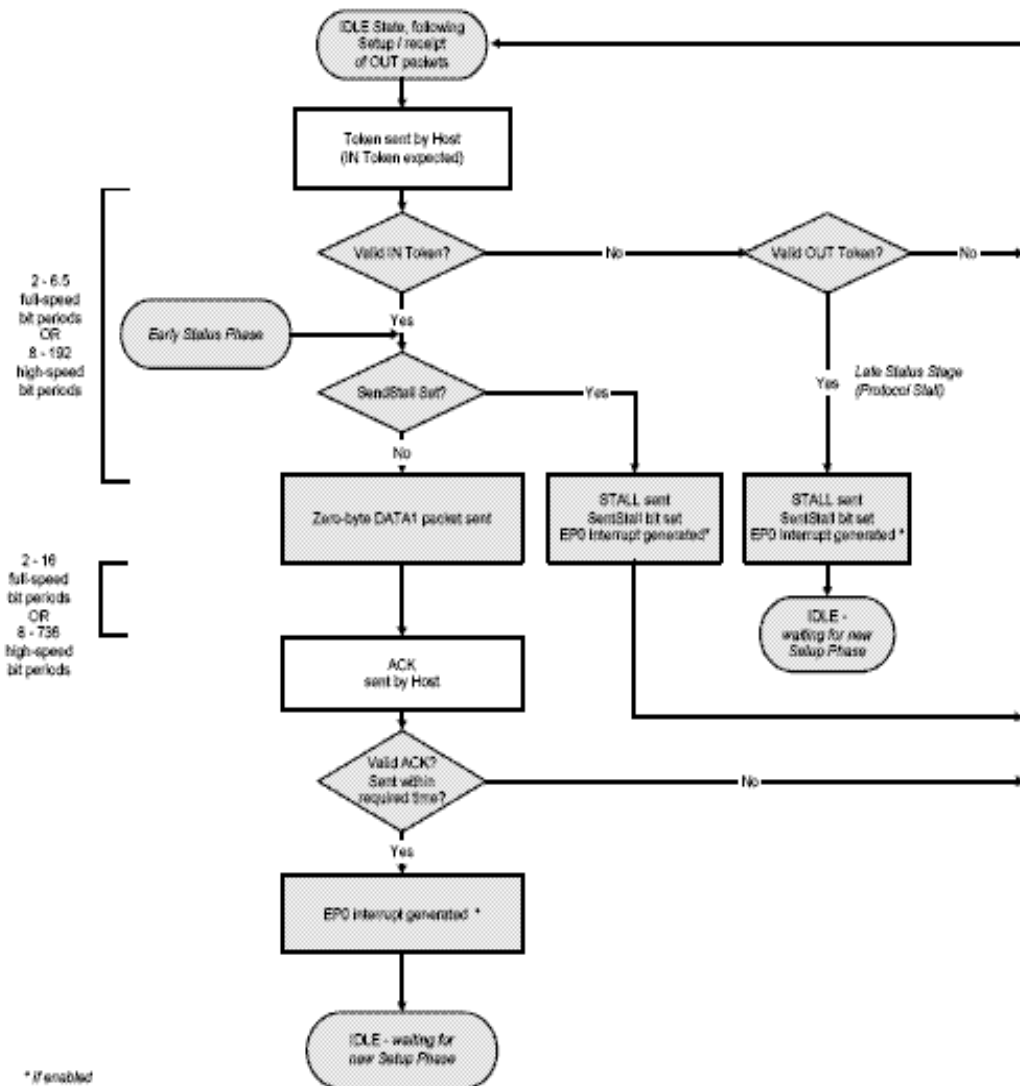 IDLE State, following
Setup / receipt
of OUT packets
Token sent by Host
(IN Token expected)
Valid IN Token?
No
Valid OUT Token?
No
2 - 6.5
full-speed
bit periods
OR
8 - 192
high-speed
bit periods
Yes
Early Status Phase
Yes
Late Status Stage
(Protocol Stall)
SendStall Set?
Yes
No
Zero-byte DATA1 packet sent
STALL sent
SentStall bit set
EP0 Interrupt generated*
STALL sent
SentStall bit set
EP0 Interrupt generated *
2 - 16
full-speed
bit periods
OR
8 - 736
high-speed
bit periods
IDLE -
waiting for new
Setup Phase
ACK
sent by Host
Valid ACK?
Sent within
required time?
No
Yes
EP0 interrupt generated *
IDLE - waiting for
new Setup Phase
* if enabled